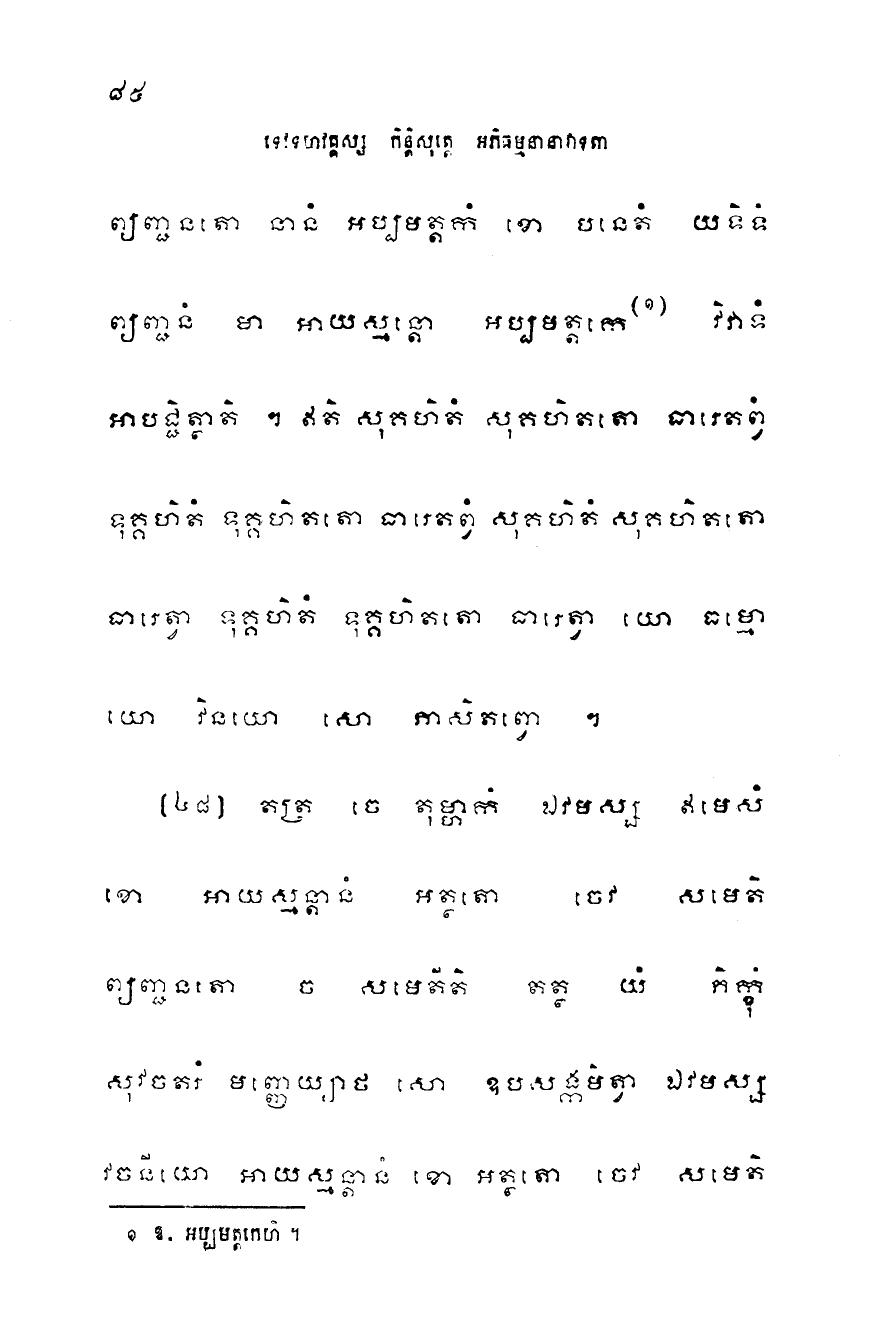 ៨៥
ទេវទហវគ្គស្ស កិន្តិសុត្តេ អភិធម្មនានាវាទតា
ព្យញ្ជនតោ នានំ អប្បមត្តកំ ខោ បនេតំ យទិទំ
ព្យញ្ជនំ មា អាយស្មន្តោ អប្បមត្តកេ(១) វិវាទំ
អាបជ្ជិត្ថាតិ ។ ឥតិ សុគហិតំ សុគហិតតោ ធារេតព្វំ
ទុគ្គហិតំ ទុគ្គហិតតោ ធារេតព្វំ សុគហិតំ សុគហិតតោ
ធារេត្វា ទុគ្គហិតំ ទុគ្គហិតតោ ធារេត្វា យោ ធម្មោ
យោ វិនយោ សោ ភាសិតព្វោ ។
(៤៨) តត្រ ចេ តុម្ហាកំ ឯវមស្ស ឥមេសំ
ខោ អាយស្មន្តានំ អត្ថតោ ចេវ សមេតិ
ព្យញ្ជនតោ ច សមេតីតិ តត្ថ យំ ភិក្ខុំ
សុវចតរំ មញ្ញេយ្យាថ សោ ឧបសង្កមិត្វា ឯវមស្ស
វចនីយោ អាយស្មន្តានំ ខោ អត្ថតោ ចេវ សមេតិ
១ ឱ. អប្បមត្តកេហិ ។